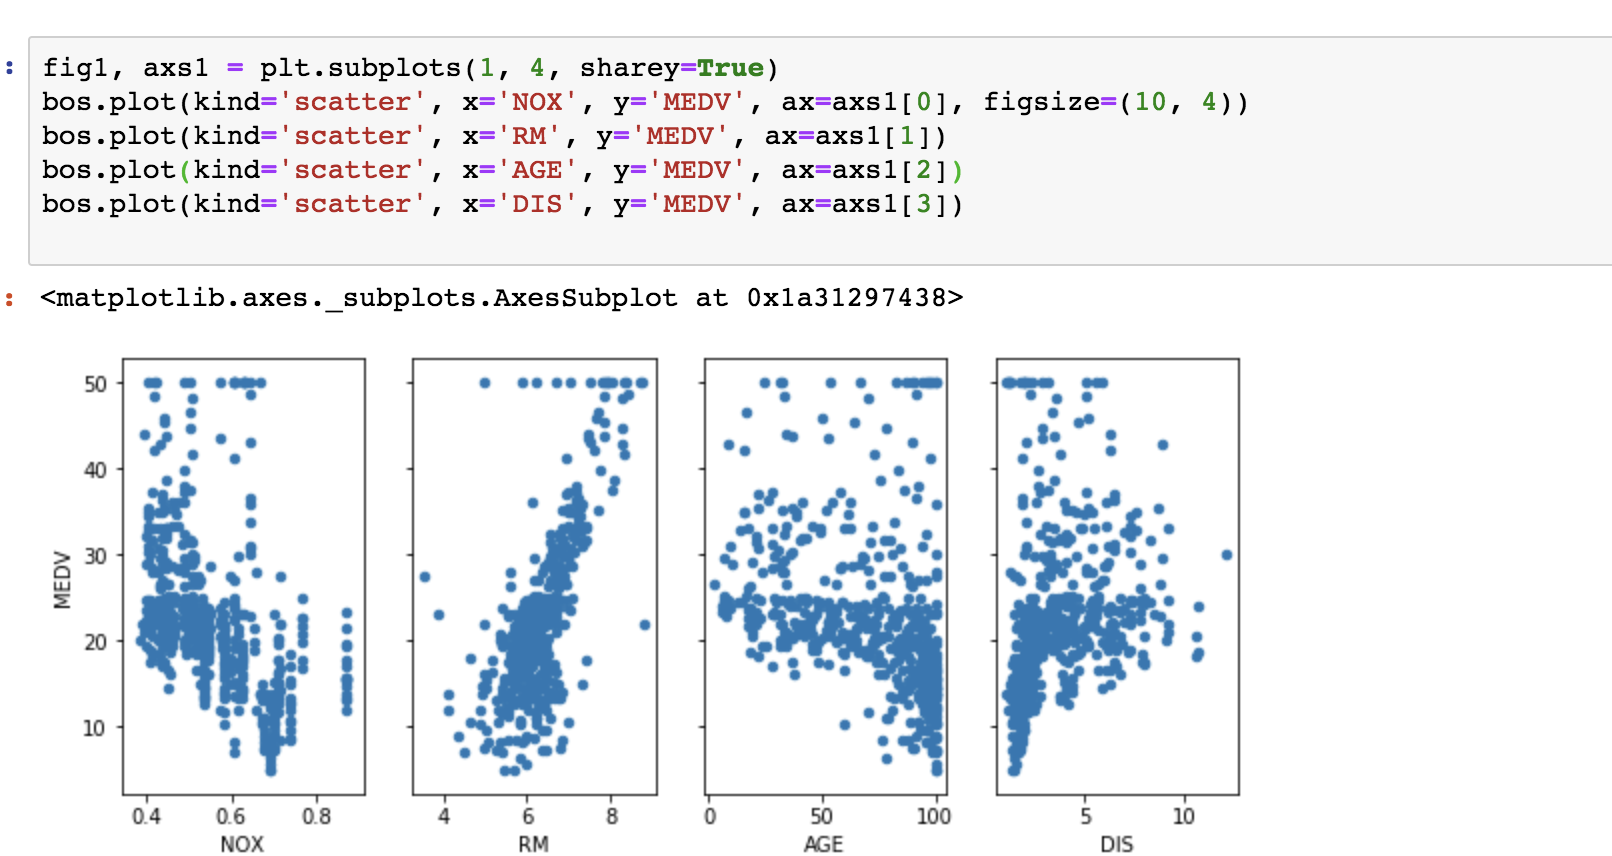 : fig1, axs1 = plt.subplots(1, 4, sharey=True)
bos.plot(kind='scatter', x='NOX', y='MEDV', ax=axs1[0], figsize=(10, 4))
bos.plot(kind='scatter', x='RM', y='MEDV', ax=axs1[1])
bos.plot(kind='scatter', x='AGE', y='MEDV', ax=axs1[2])
bos.plot(kind='scatter', x='DIS', y='MEDV', ax=axs1[3])
: <matplotlib.axes._subplots.AxesSubplot at 0x1a31297438>
50
40
30
20
10
MEDV
0.4 0.6 0.8 4 6 8 0 50 100 5 10
NOX RM AGE DIS